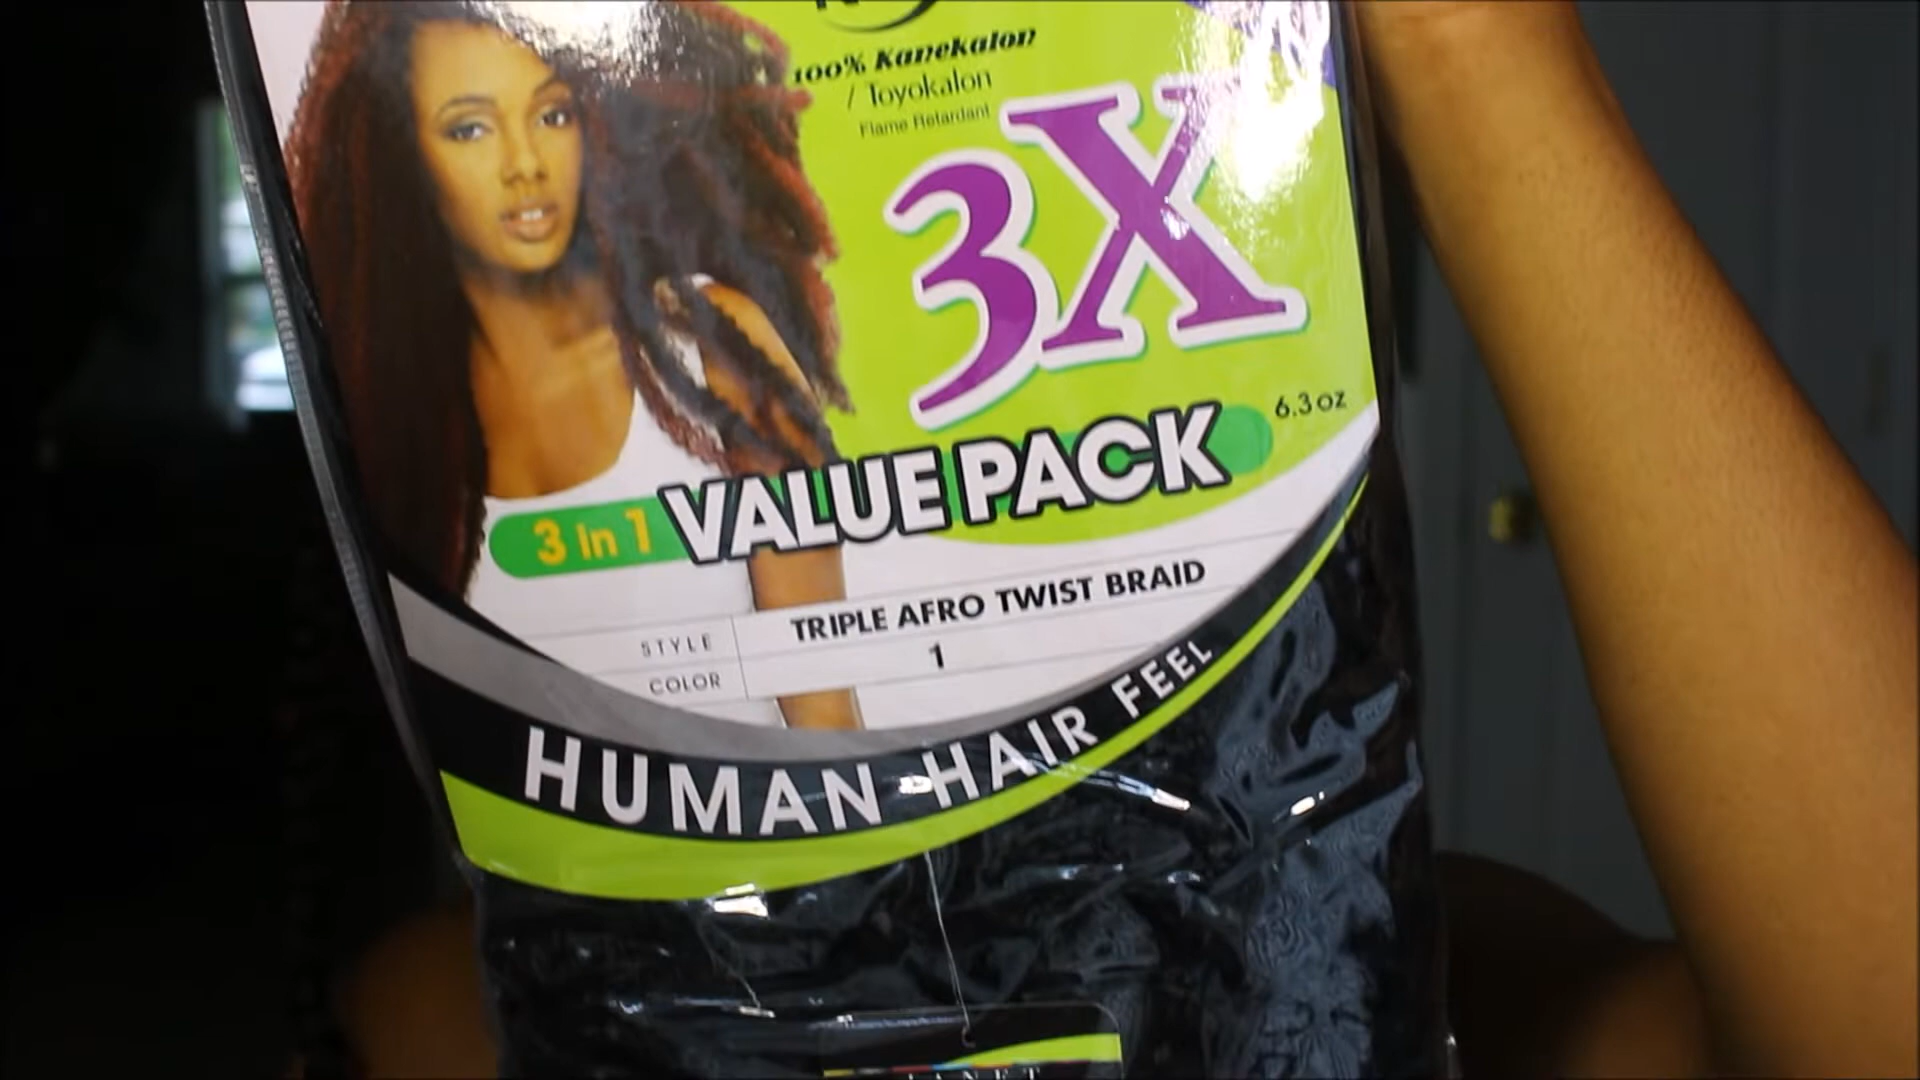 100% Kanekalon
/ Toyokalon
Flame Retardant
3X
6.3 oz
3 in 1 VALUE PACK
STYLE TRIPLE AFRO TWIST BRAID
COLOR 1
HUMAN HAIR FEEL